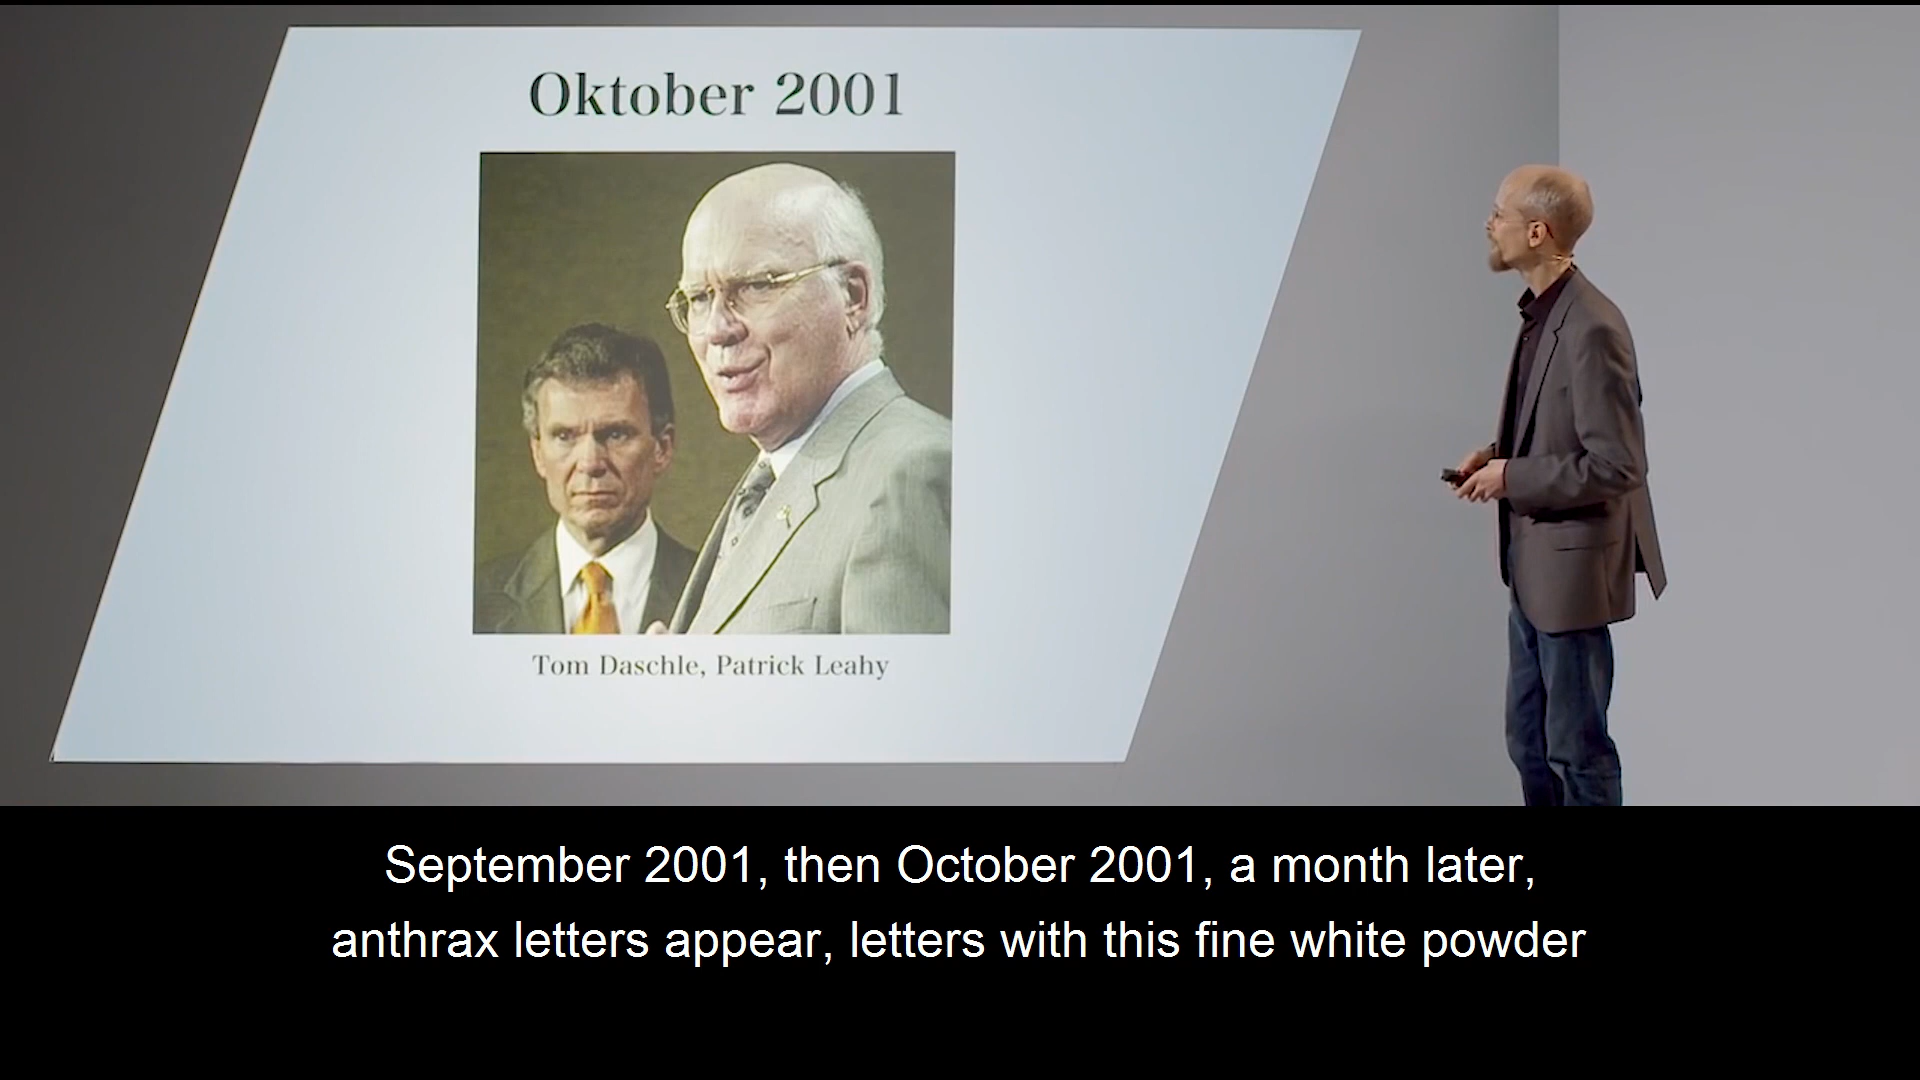 Oktober 2001
Tom Daschle, Patrick Leahy
September 2001, then October 2001, a month later,
anthrax letters appear, letters with this fine white powder